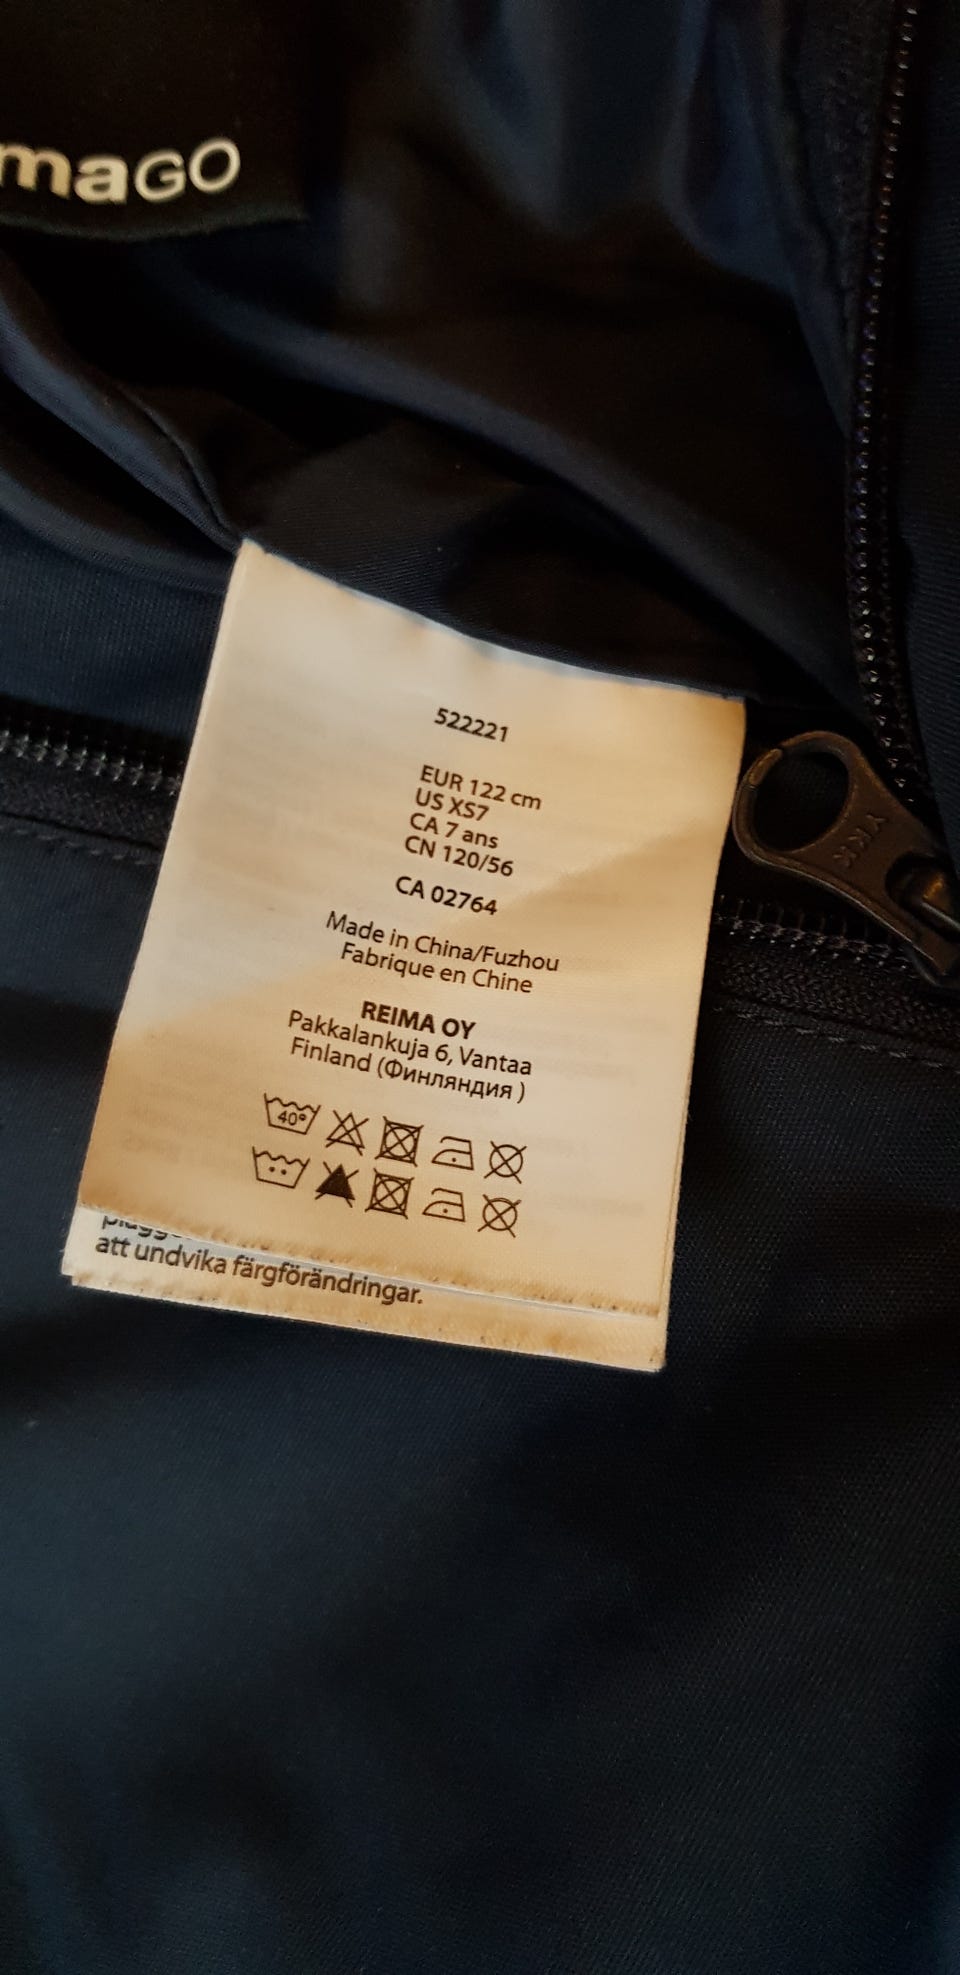 maGO
522221
EUR 122 cm
US XS7
CA 7 ans
CN 120/56
CA 02764
Made in China/Fuzhou
Fabrique en Chine
REIMA OY
Pakkalankuja 6, Vantaa
Finland (Финляндия )
40°
att undvika färgförändringar.
YKK